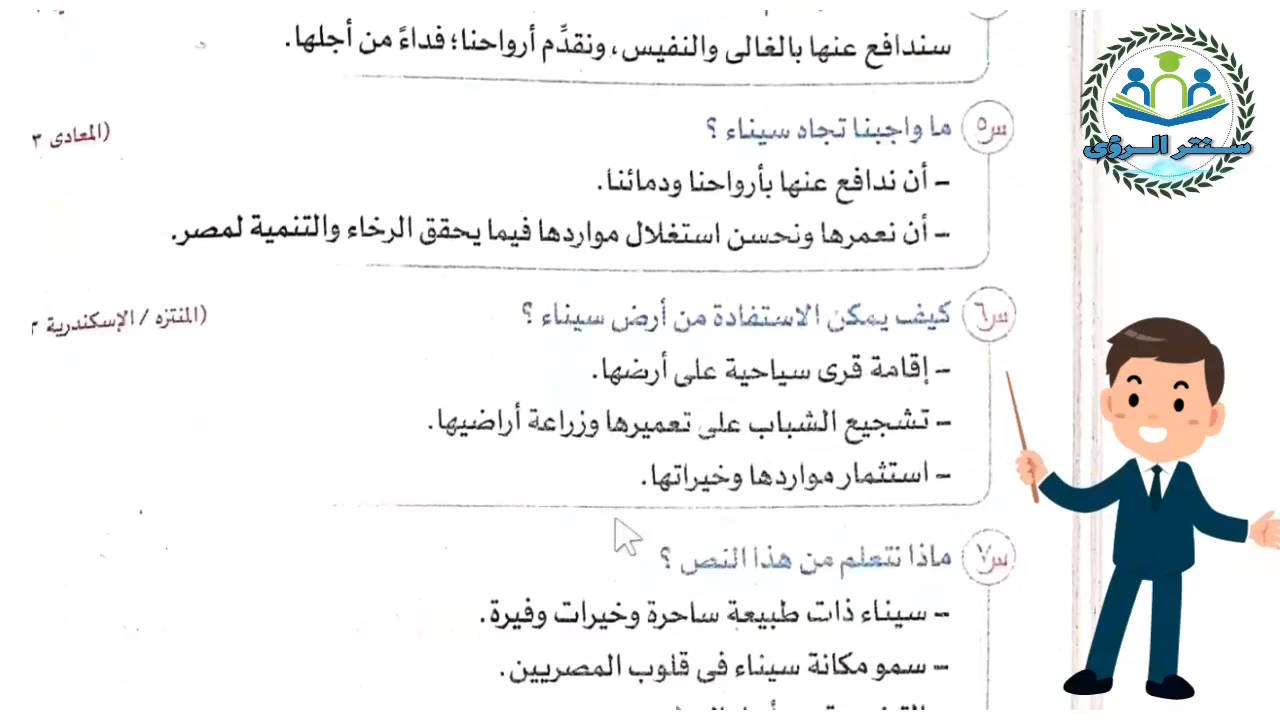 سندافع عنها بالغالى والنفيس، ونقدِّم أرواحنا؛ فداءً من أجلها.
س٥ ما واجبنا تجاه سيناء ؟ (المعادى ٣
– أن ندافع عنها بأرواحنا ودمائنا.
– أن نعمرها ونحسن استغلال مواردها فيما يحقق الرخاء والتنمية لمصر.
س٦ كيف يمكن الاستفادة من أرض سيناء ؟ (المنتزه / الإسكندرية
– إقامة قرى سياحية على أرضها.
– تشجيع الشباب على تعميرها وزراعة أراضيها.
– استثمار مواردها وخيراتها.
س٧ ماذا نتعلم من هذا النص ؟
– سيناء ذات طبيعة ساحرة وخيرات وفيرة.
– سمو مكانة سيناء فى قلوب المصريين.
سنتر الرؤى